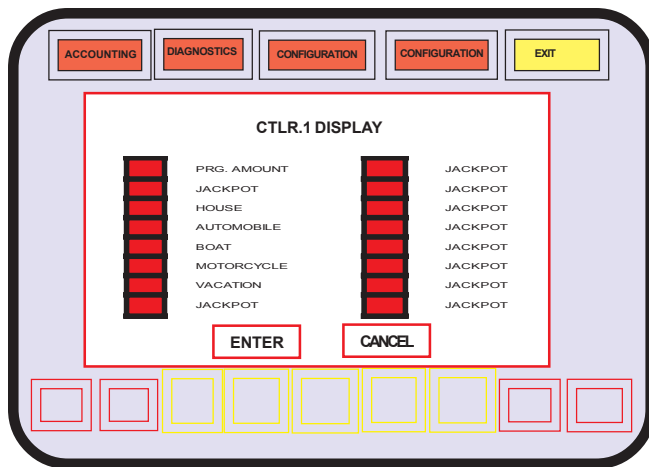 ACCOUNTING DIAGNOSTICS CONFIGURATION CONFIGURATION EXIT
CTLR.1 DISPLAY
PRG. AMOUNT JACKPOT
JACKPOT JACKPOT
HOUSE JACKPOT
AUTOMOBILE JACKPOT
BOAT JACKPOT
MOTORCYCLE JACKPOT
VACATION JACKPOT
JACKPOT JACKPOT
ENTER CANCEL